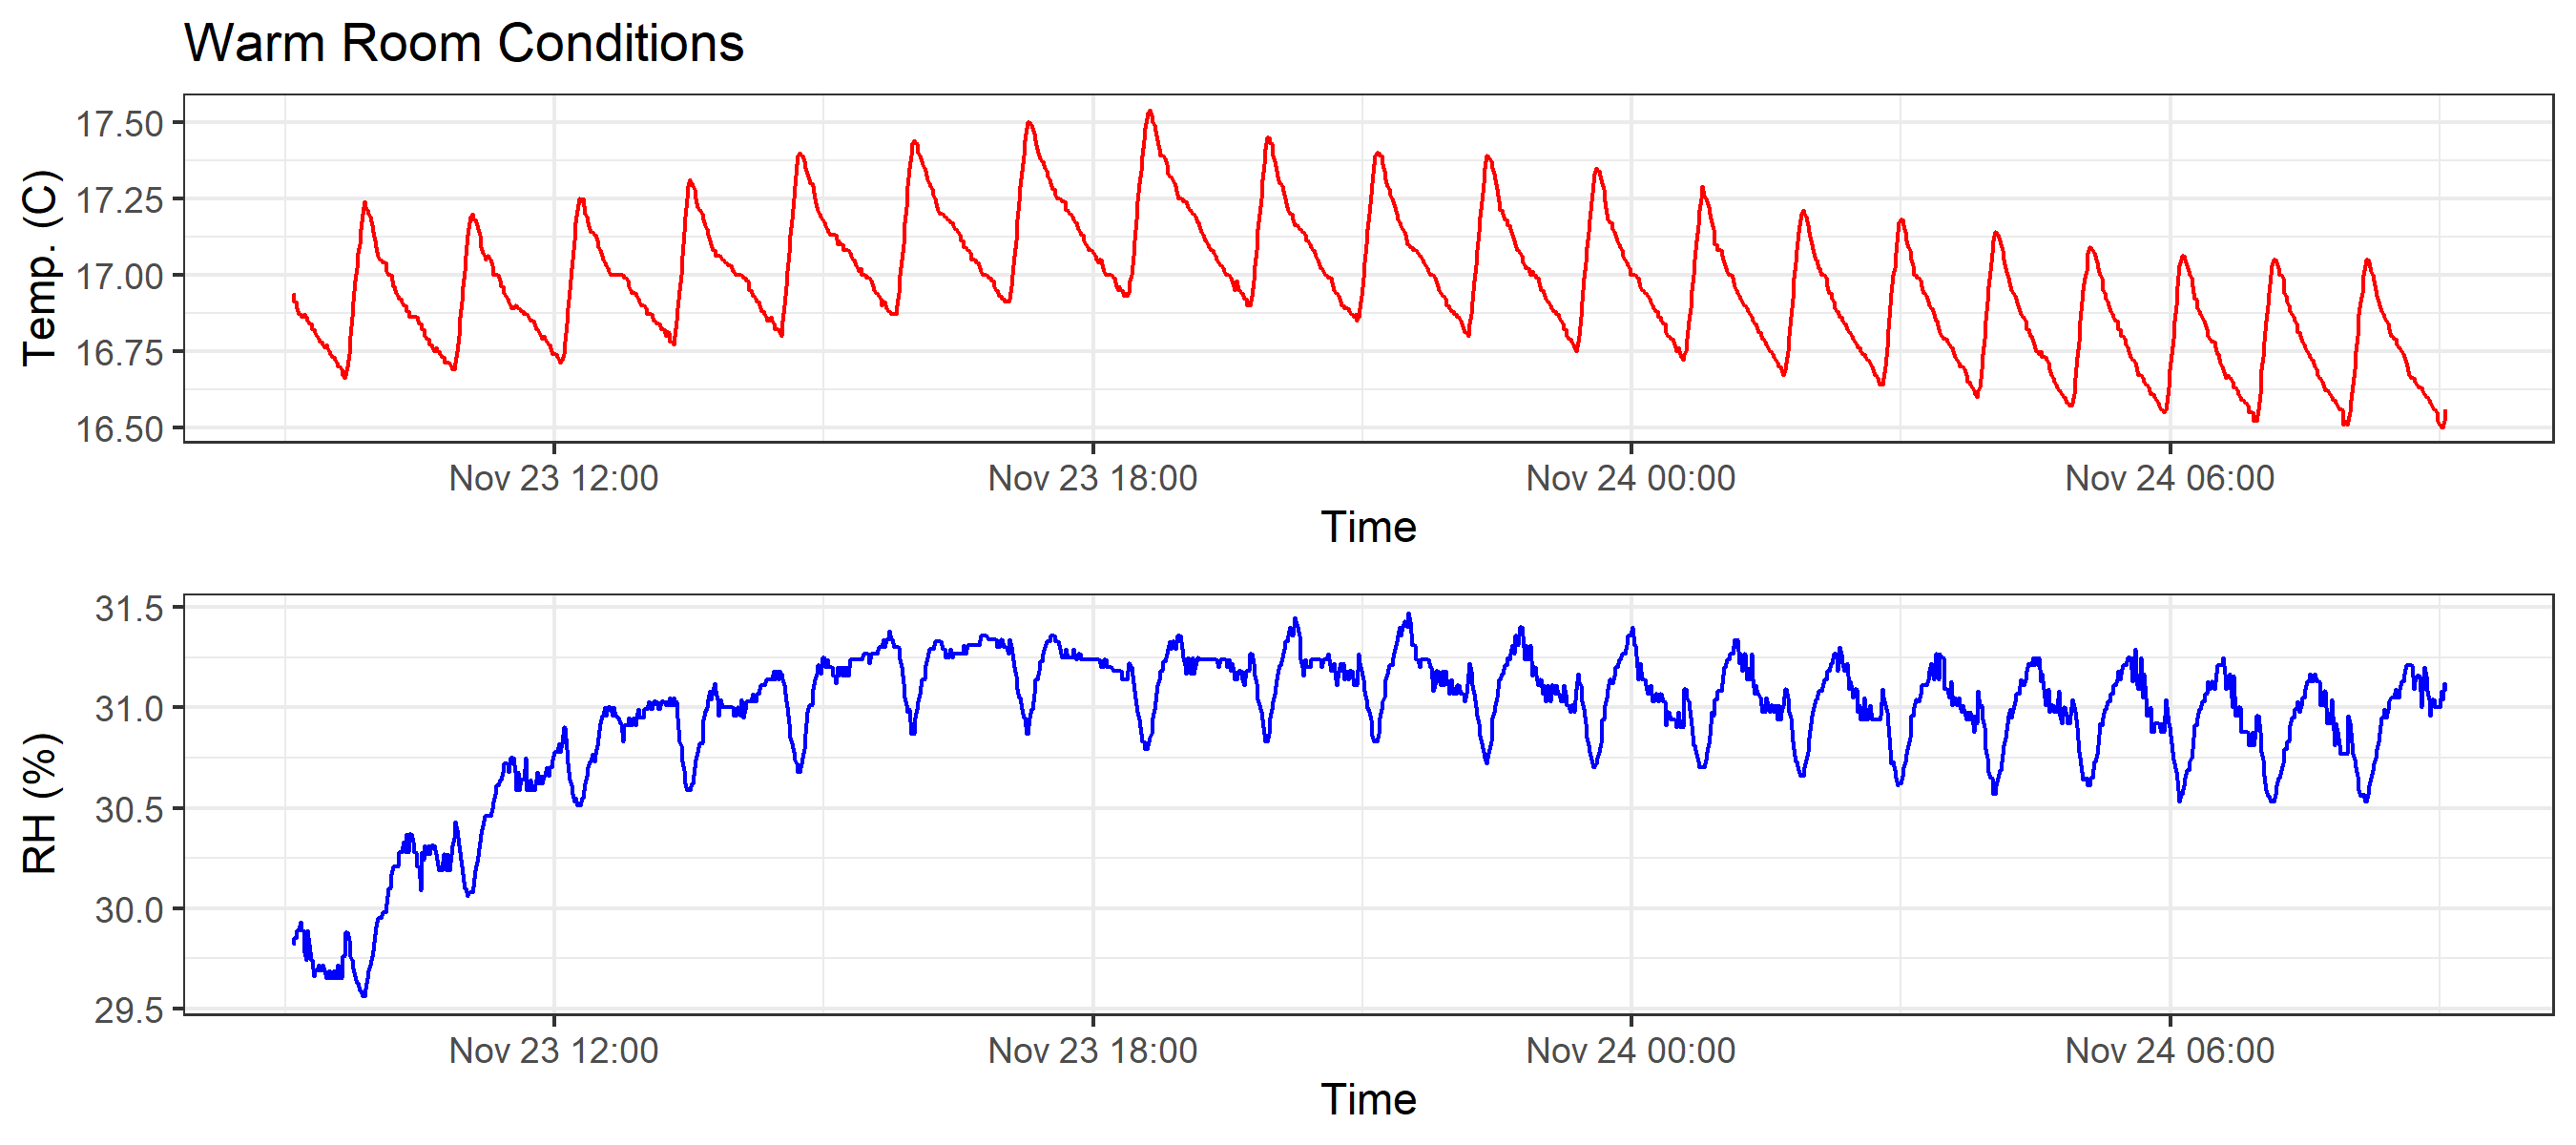 Warm Room Conditions
17.50
17.25
17.00
16.75
16.50
Temp. (C)
Nov 23 12:00 Nov 23 18:00 Nov 24 00:00 Nov 24 06:00
Time
31.5
31.0
30.5
30.0
29.5
RH (%)
Nov 23 12:00 Nov 23 18:00 Nov 24 00:00 Nov 24 06:00
Time